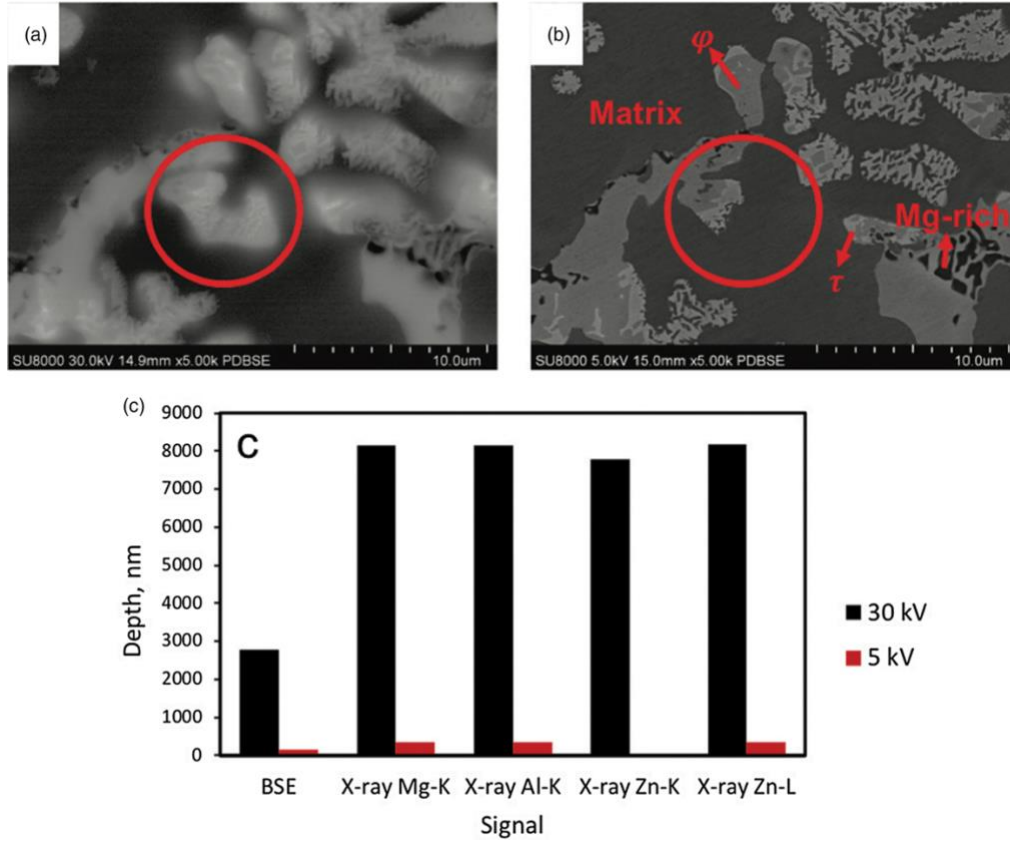 (a)
SU8000 30.0kV 14.9mm x5.00k PDBSE
10.0um
(b)
φ
Matrix
Mg-rich
τ
SU8000 5.0kV 15.0mm x5.00k PDBSE
10.0um
(c)
C
9000
8000
7000
6000
5000
4000
3000
2000
1000
0
Depth, nm
BSE X-ray Mg-K X-ray Al-K X-ray Zn-K X-ray Zn-L
Signal
30 kV
5 kV